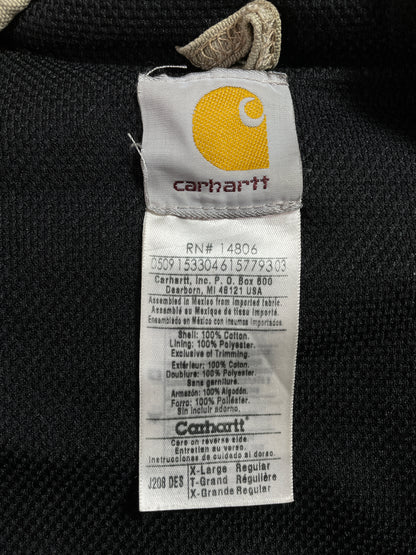 carhartt
RN# 14806
0509153304615779303
Carhartt, Inc. P. O. Box 600
Dearborn, MI 48121 USA
Assembled in Mexico from imported fabric.
Assemblé au Mexique de tissu importé.
Ensamblado en México con insumos importados
Shell: 100% Cotton.
Lining: 100% Polyester.
Exclusive of Trimming.
Extérieur: 100% Coton.
Doublure: 100% Polyester.
Sans garniture.
Armazón: 100% Algodón.
Forro: 100% Poliéster.
Sin incluir adorno.
Carhartt
Care on reverse side.
Entretien au verso.
Instrucciones de cuidado al dorso.
J208 DES
X-Large Regular
T-Grand Régulière
X-Grande Regular